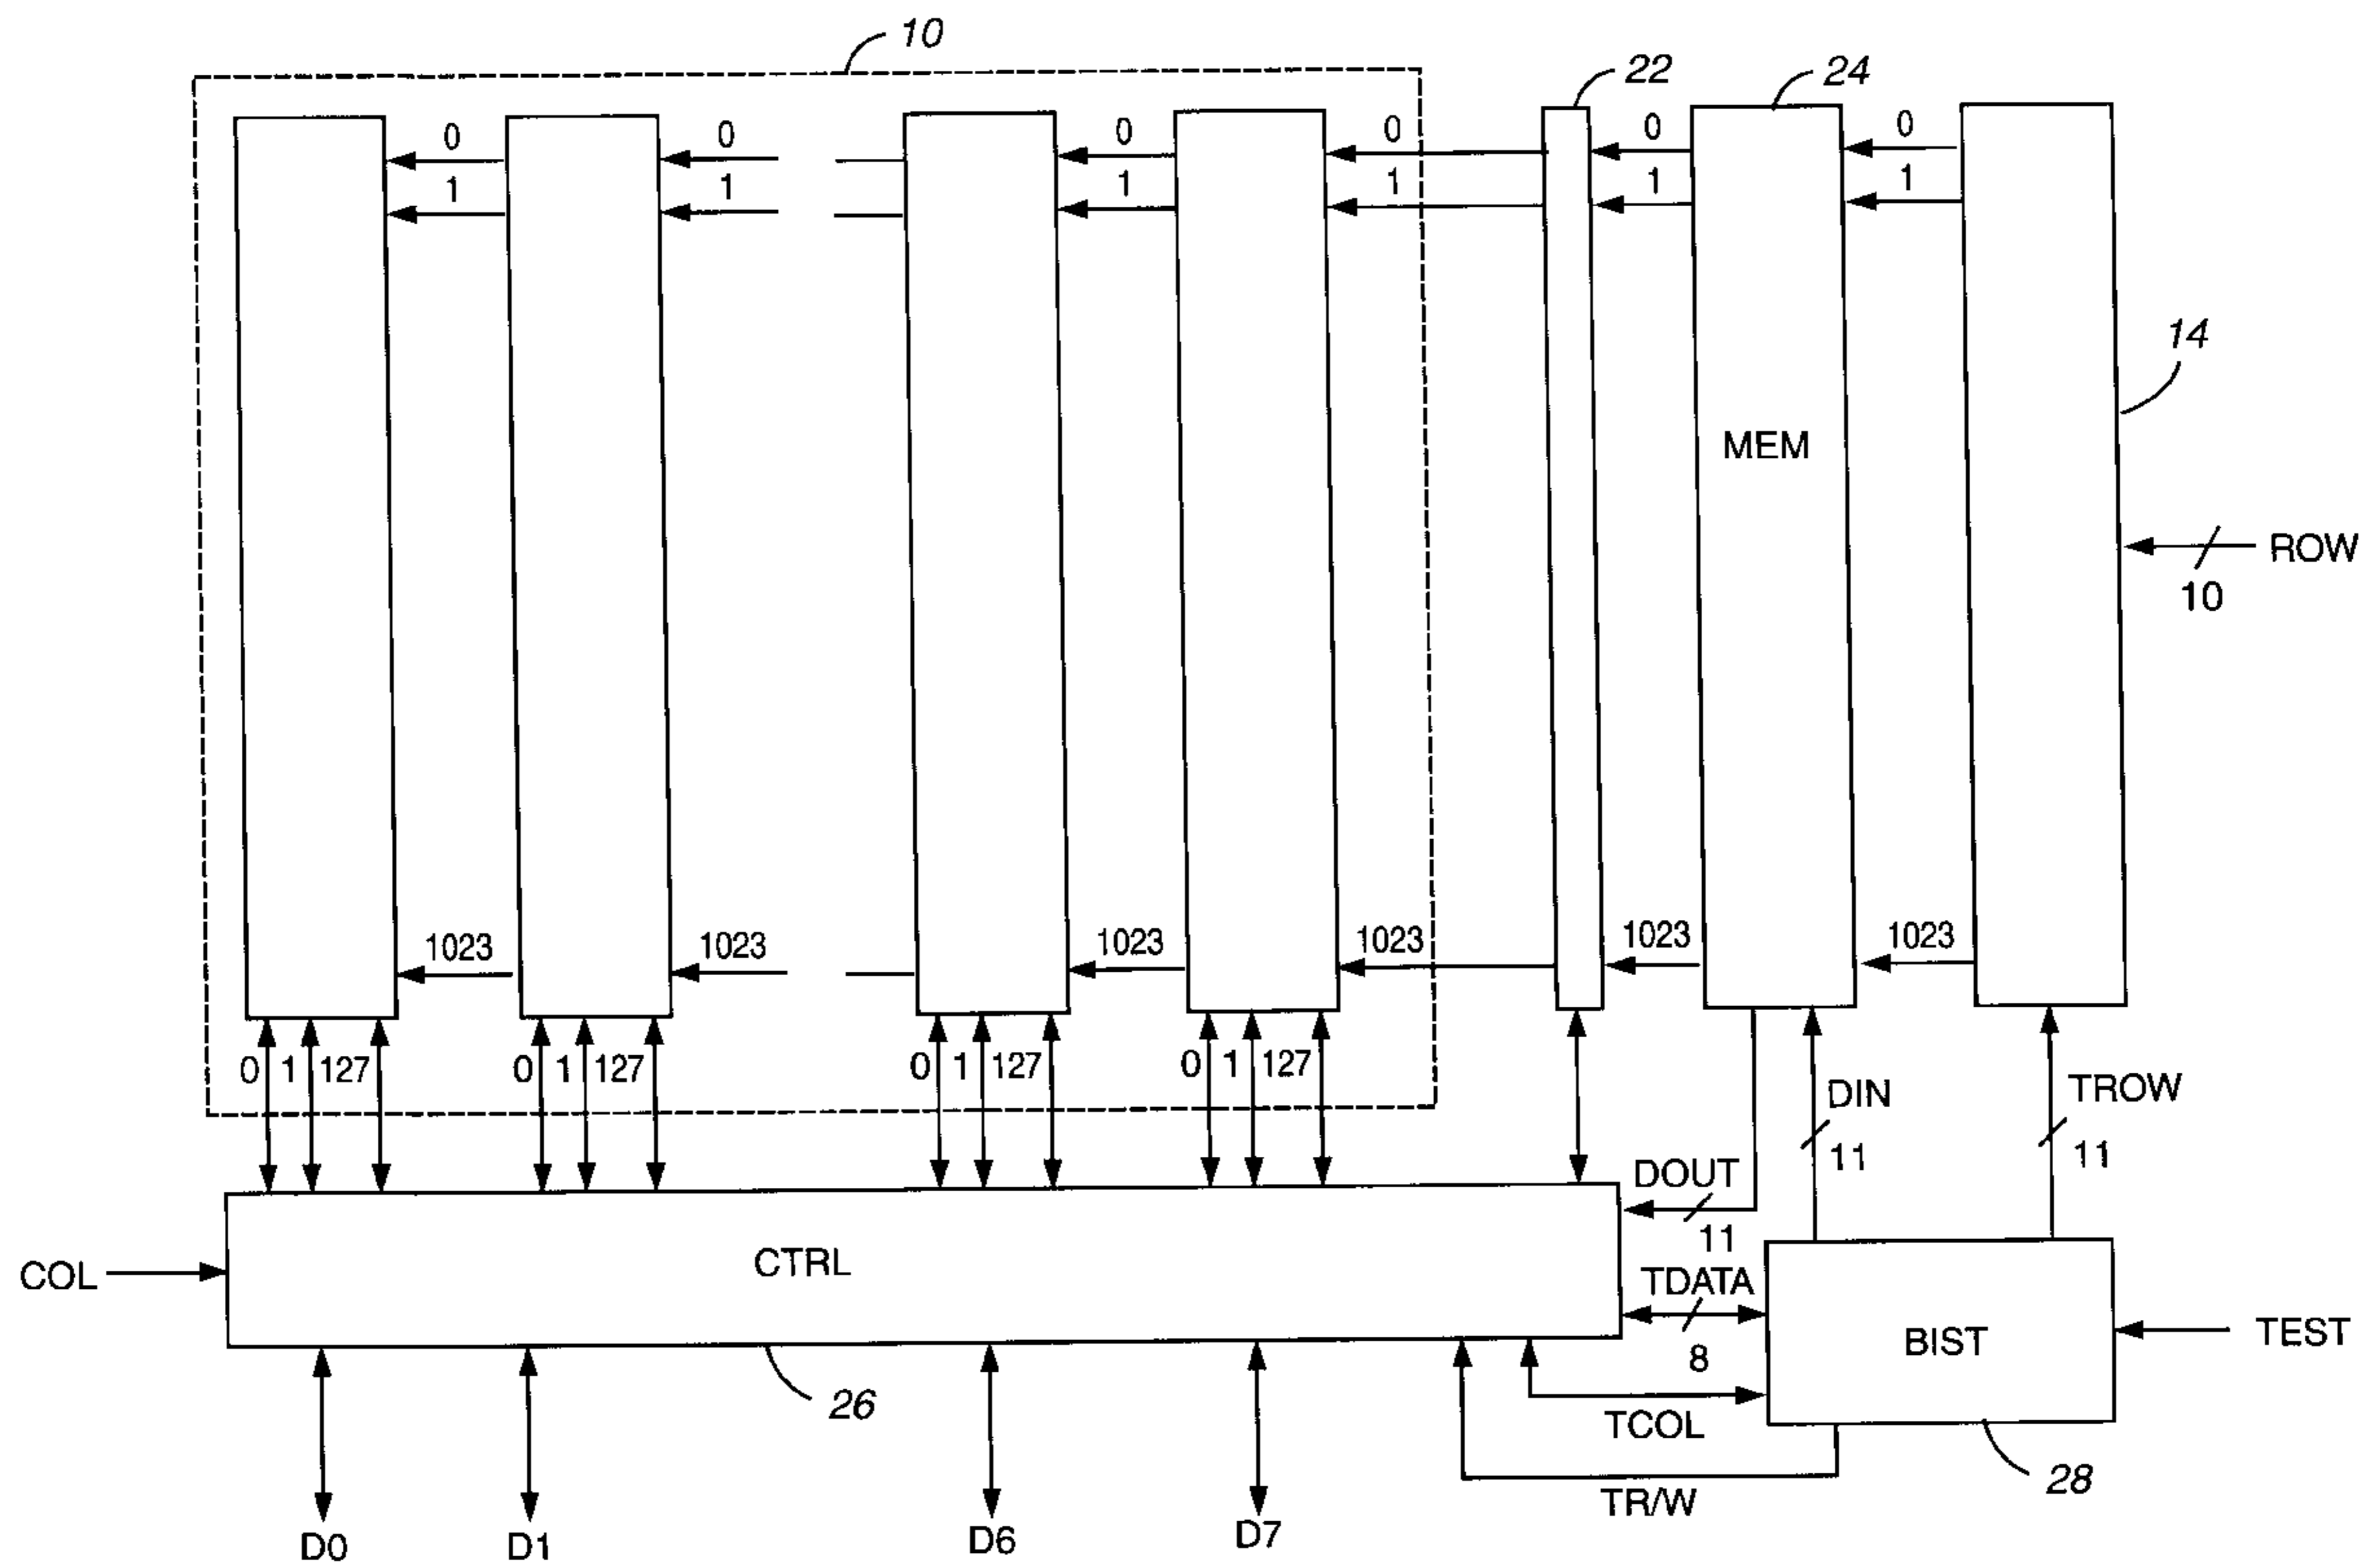 10
22
24
0 0 0 0 0 0
1 1 1 1 1 1
14
MEM
ROW
10
1023 1023 1023 1023 1023 1023
0 1 127 0 1 127 0 1 127 0 1 127
DIN
11
TROW
11
DOUT
11
COL
CTRL
TDATA
8
BIST
TEST
26
TCOL
28
TR/W
D0 D1 D6 D7